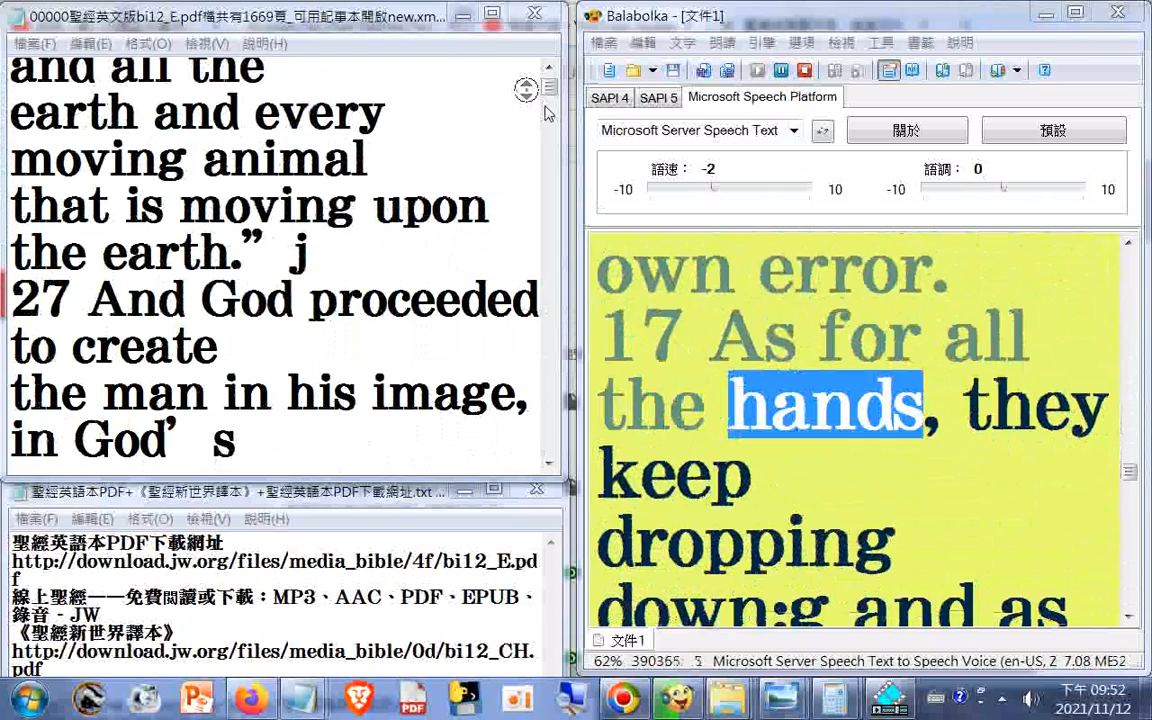 00000聖經英文版bi12_E.pdf檔共有1669頁_可用記事本開啟new.xm...
檔案(F) 編輯(E) 格式(O) 檢視(V) 說明(H)
and all the
earth and every
moving animal
that is moving upon
the earth.” j
27 And God proceeded
to create
the man in his image,
in God’ s
聖經英語本PDF+《聖經新世界譯本》+聖經英語本PDF下載網址.txt ...
檔案(F) 編輯(E) 格式(O) 檢視(V) 說明(H)
聖經英語本PDF下載網址
http://download.jw.org/files/media_bible/4f/bi12_E.pd
f
線上聖經——免費閱讀或下載：MP3、AAC、PDF、EPUB、
錄音 - JW
《聖經新世界譯本》
http://download.jw.org/files/media_bible/0d/bi12_CH.
pdf
Balabolka - [文件1]
檔案 編輯 文字 朗讀 引擎 選項 檢視 工具 書籤 說明
SAPI 4 SAPI 5 Microsoft Speech Platform
Microsoft Server Speech Text 關於 預設
語速： -2 語調： 0
-10 10 -10 10
own error.
17 As for all
the hands, they
keep
dropping
down;g and as
文件1
62% 390365 Microsoft Server Speech Text to Speech Voice (en-US, Z 7.08 ME52
下午 09:52
2021/11/12